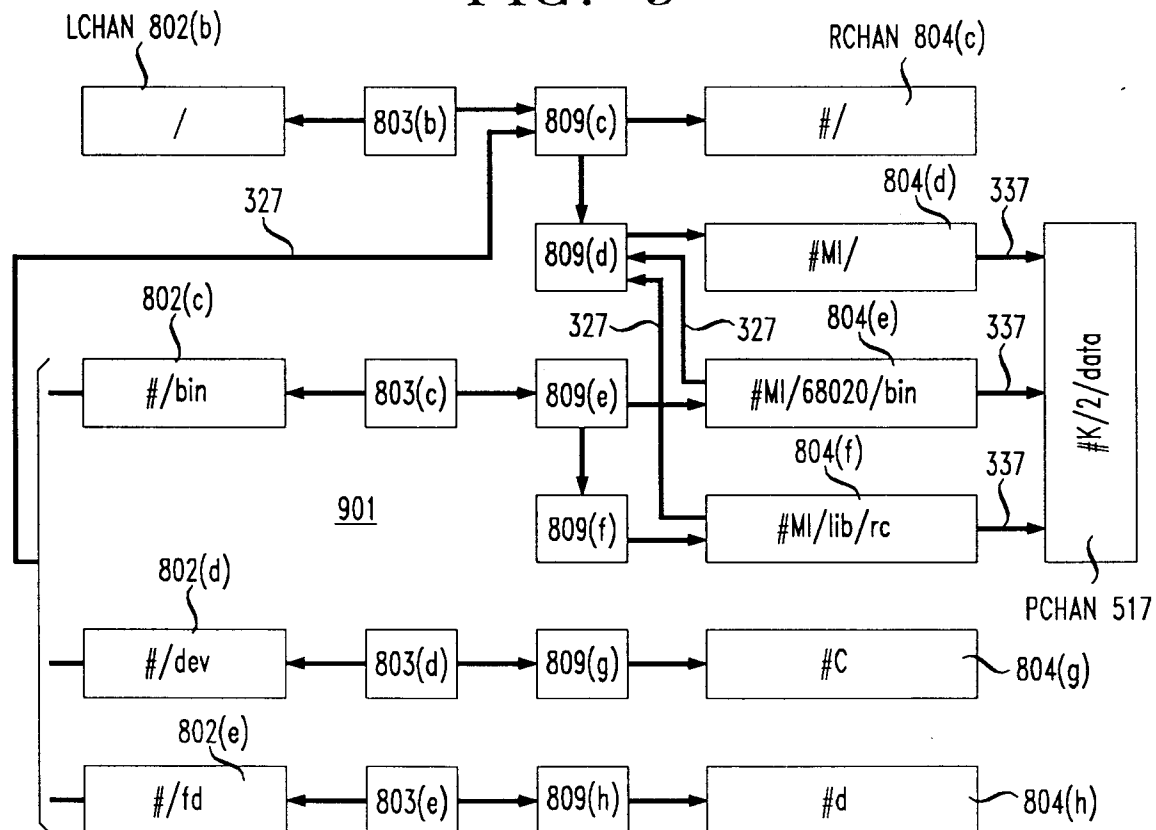 LCHAN 802(b)
RCHAN 804(c)
/
803(b)
809(c)
#/
327
804(d)
337
809(d)
#MI/
802(c)
327
327
804(e)
337
#/bin
803(c)
809(e)
#MI/68020/bin
#K/2/data
804(f)
337
901
809(f)
#MI/lib/rc
802(d)
PCHAN 517
#/dev
803(d)
809(g)
#C
804(g)
802(e)
#/fd
803(e)
809(h)
#d
804(h)